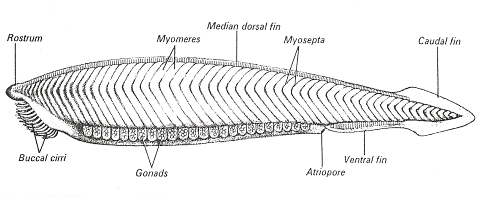 Median dorsal fin
Rostrum
Myomeres
Myosepta
Caudal fin
Buccal cirri
Gonads
Atriopore
Ventral fin